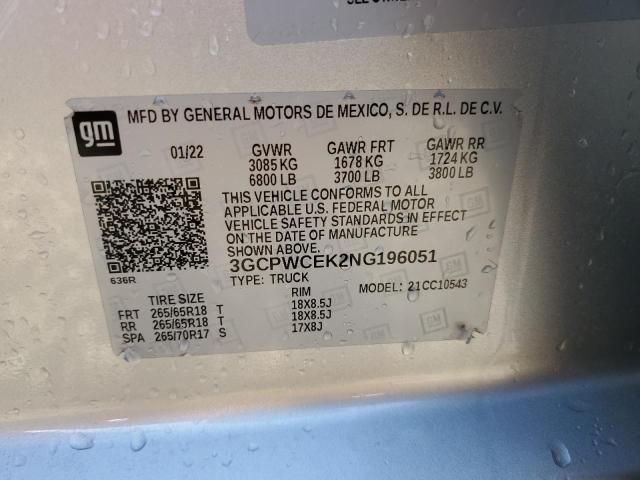 gm
MFD BY GENERAL MOTORS DE MEXICO, S. DE R.L. DE C.V.
01/22 GVWR GAWR FRT GAWR RR
3085 KG 1678 KG 1724 KG
6800 LB 3700 LB 3800 LB
THIS VEHICLE CONFORMS TO ALL
APPLICABLE U.S. FEDERAL MOTOR
VEHICLE SAFETY STANDARDS IN EFFECT
ON THE DATE OF MANUFACTURE
SHOWN ABOVE.
636R
3GCPWCEK2NG196051
TYPE: TRUCK MODEL: 21CC10543
TIRE SIZE RIM
FRT 265/65R18 T 18X8.5J
RR 265/65R18 T 18X8.5J
SPA 265/70R17 S 17X8J